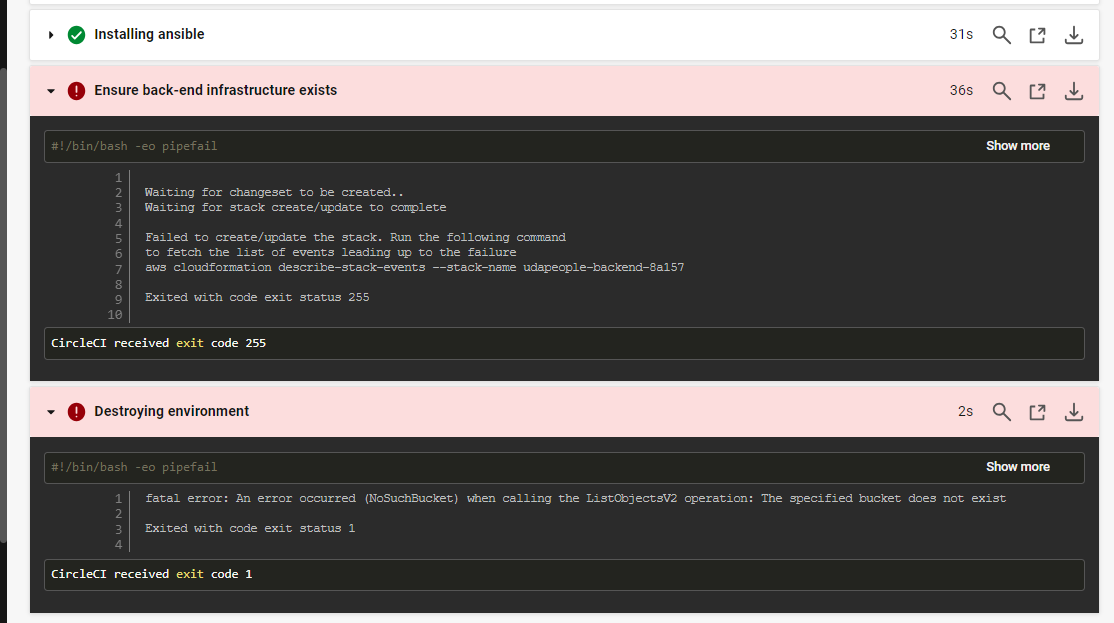 Installing ansible 31s
Ensure back-end infrastructure exists 36s
#!/bin/bash -eo pipefail Show more
1
2 Waiting for changeset to be created..
3 Waiting for stack create/update to complete
4
5 Failed to create/update the stack. Run the following command
6 to fetch the list of events leading up to the failure
7 aws cloudformation describe-stack-events --stack-name udapeople-backend-8a157
8
9 Exited with code exit status 255
10
CircleCI received exit code 255
Destroying environment 2s
#!/bin/bash -eo pipefail Show more
1 fatal error: An error occurred (NoSuchBucket) when calling the ListObjectsV2 operation: The specified bucket does not exist
2
3 Exited with code exit status 1
4
CircleCI received exit code 1